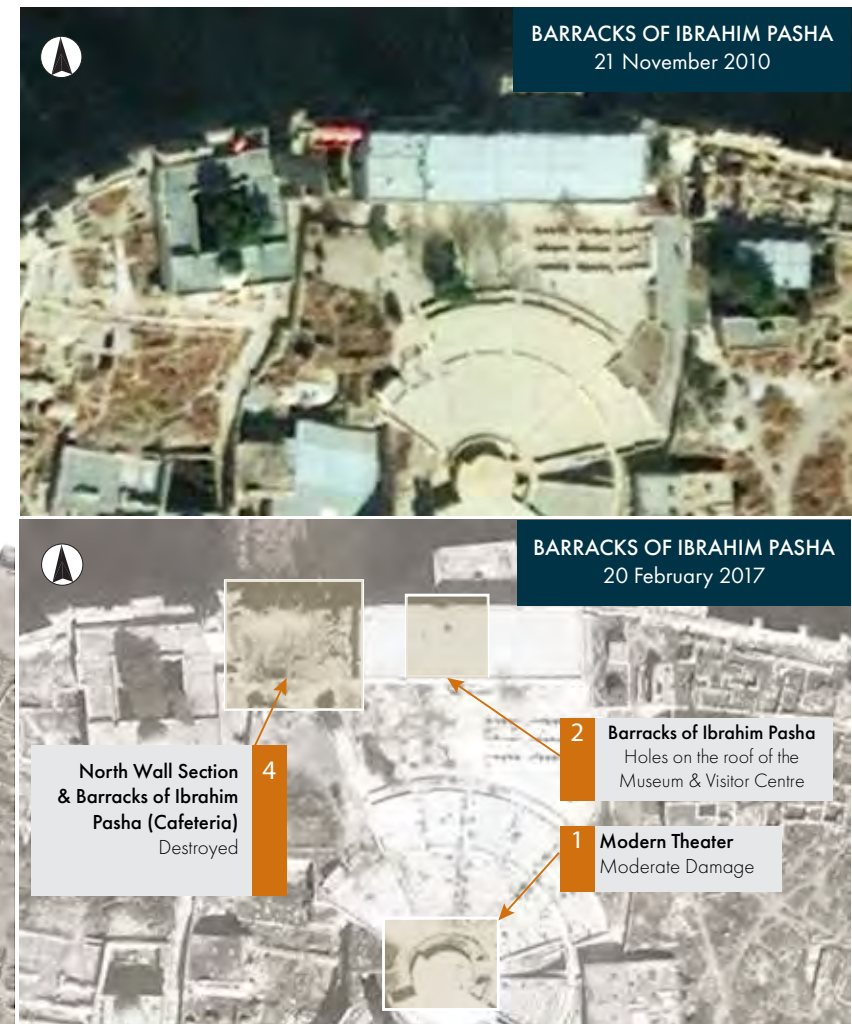 BARRACKS OF IBRAHIM PASHA
21 November 2010
BARRACKS OF IBRAHIM PASHA
20 February 2017
4
North Wall Section
& Barracks of Ibrahim
Pasha (Cafeteria)
Destroyed
2
Barracks of Ibrahim Pasha
Holes on the roof of the
Museum & Visitor Centre
1
Modern Theater
Moderate Damage